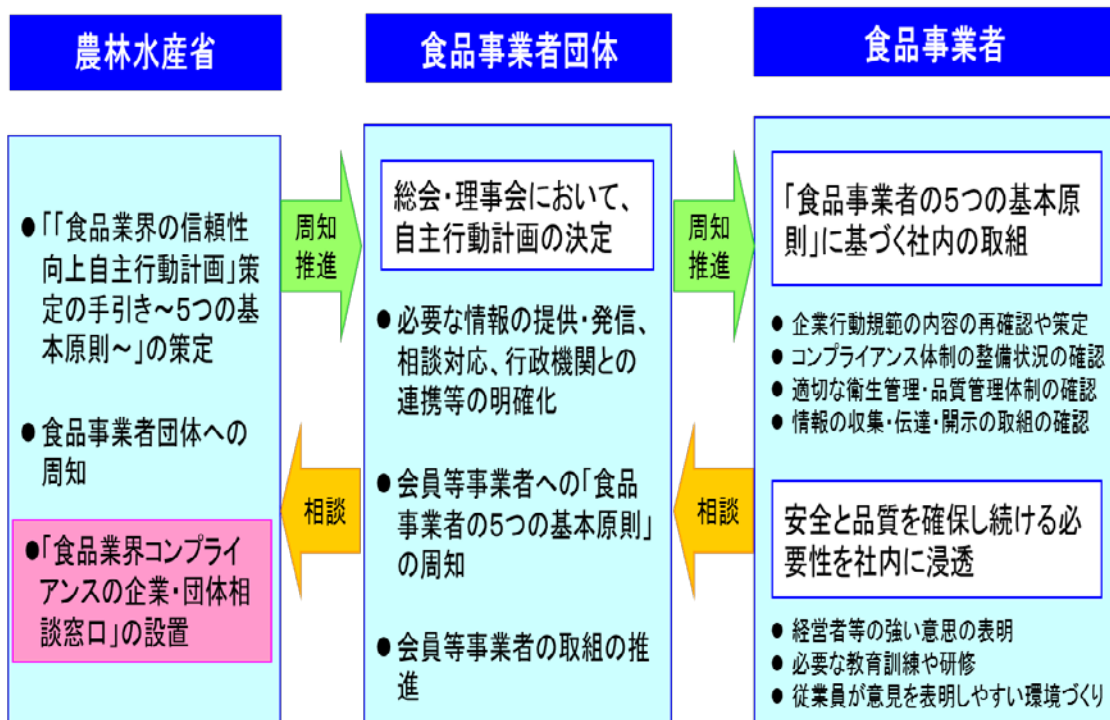 農林水産省
●「「食品業界の信頼性
向上自主行動計画」策
定の手引き～5つの基
本原則～」の策定
● 食品事業者団体への
周知
●「食品業界コンプライ
アンスの企業・団体相
談窓口」の設置
周知
推進
相談
食品事業者団体
総会・理事会において、
自主行動計画の決定
● 必要な情報の提供・発信、
相談対応、行政機関との
連携等の明確化
● 会員等事業者への「食品
事業者の5つの基本原則」
の周知
● 会員等事業者の取組の推
進
周知
推進
相談
食品事業者
「食品事業者の5つの基本原
則」に基づく社内の取組
● 企業行動規範の内容の再確認や策定
● コンプライアンス体制の整備状況の確認
● 適切な衛生管理・品質管理体制の確認
● 情報の収集・伝達・開示の取組の確認
安全と品質を確保し続ける必
要性を社内に浸透
● 経営者等の強い意思の表明
● 必要な教育訓練や研修
● 従業員が意見を表明しやすい環境づくり